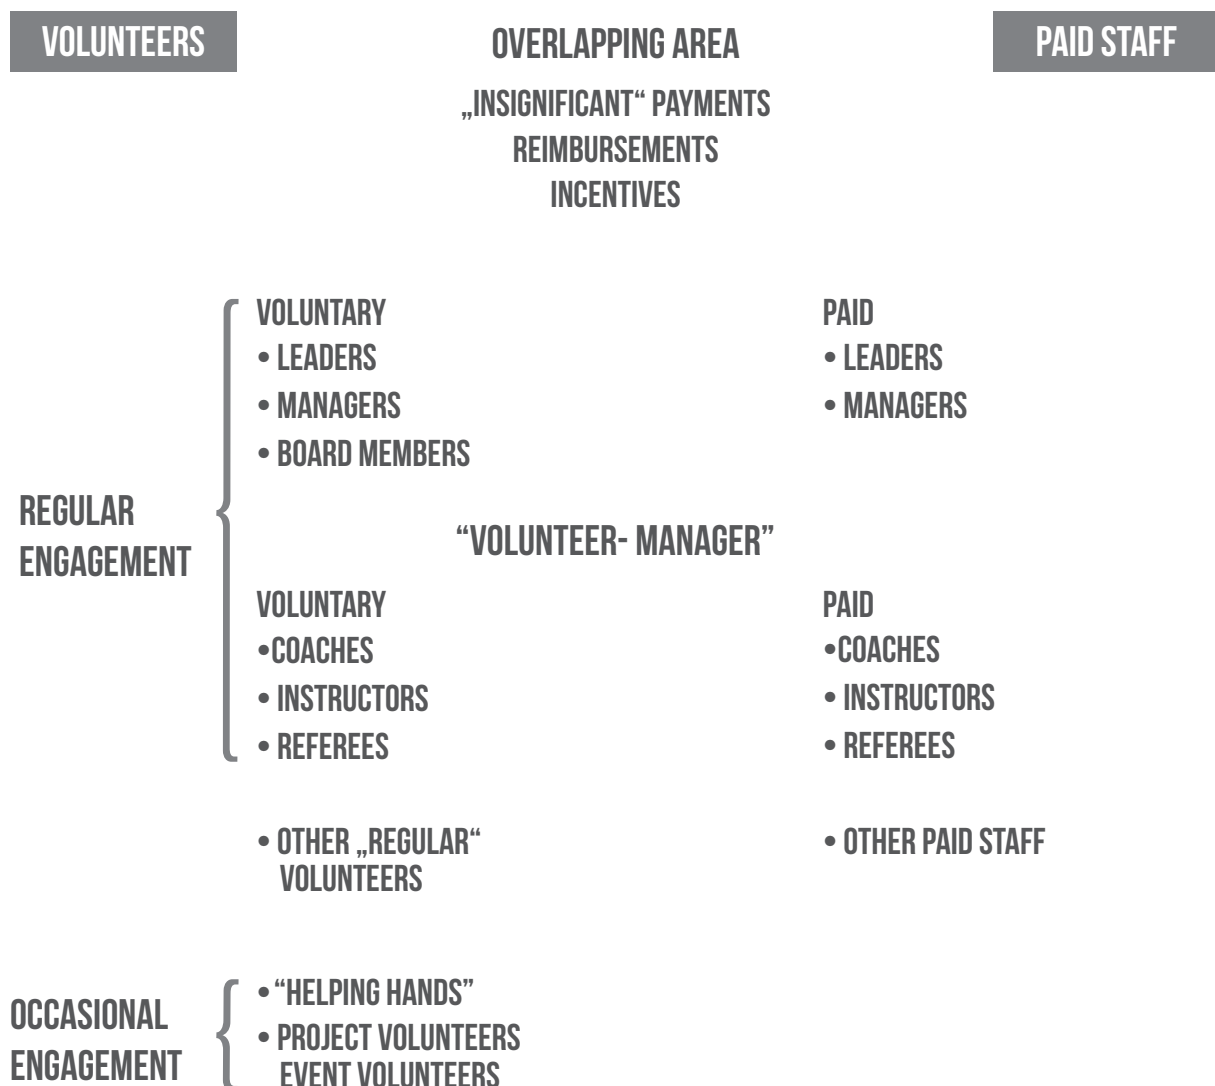 VOLUNTEERS
OVERLAPPING AREA
PAID STAFF
„INSIGNIFICANT“ PAYMENTS
REIMBURSEMENTS
INCENTIVES
VOLUNTARY
• LEADERS
• MANAGERS
• BOARD MEMBERS
PAID
• LEADERS
• MANAGERS
REGULAR
ENGAGEMENT
“VOLUNTEER- MANAGER”
VOLUNTARY
•COACHES
• INSTRUCTORS
• REFEREES
PAID
•COACHES
• INSTRUCTORS
• REFEREES
• OTHER „REGULAR“
VOLUNTEERS
• OTHER PAID STAFF
OCCASIONAL
ENGAGEMENT
• “HELPING HANDS”
• PROJECT VOLUNTEERS
EVENT VOLUNTEERS